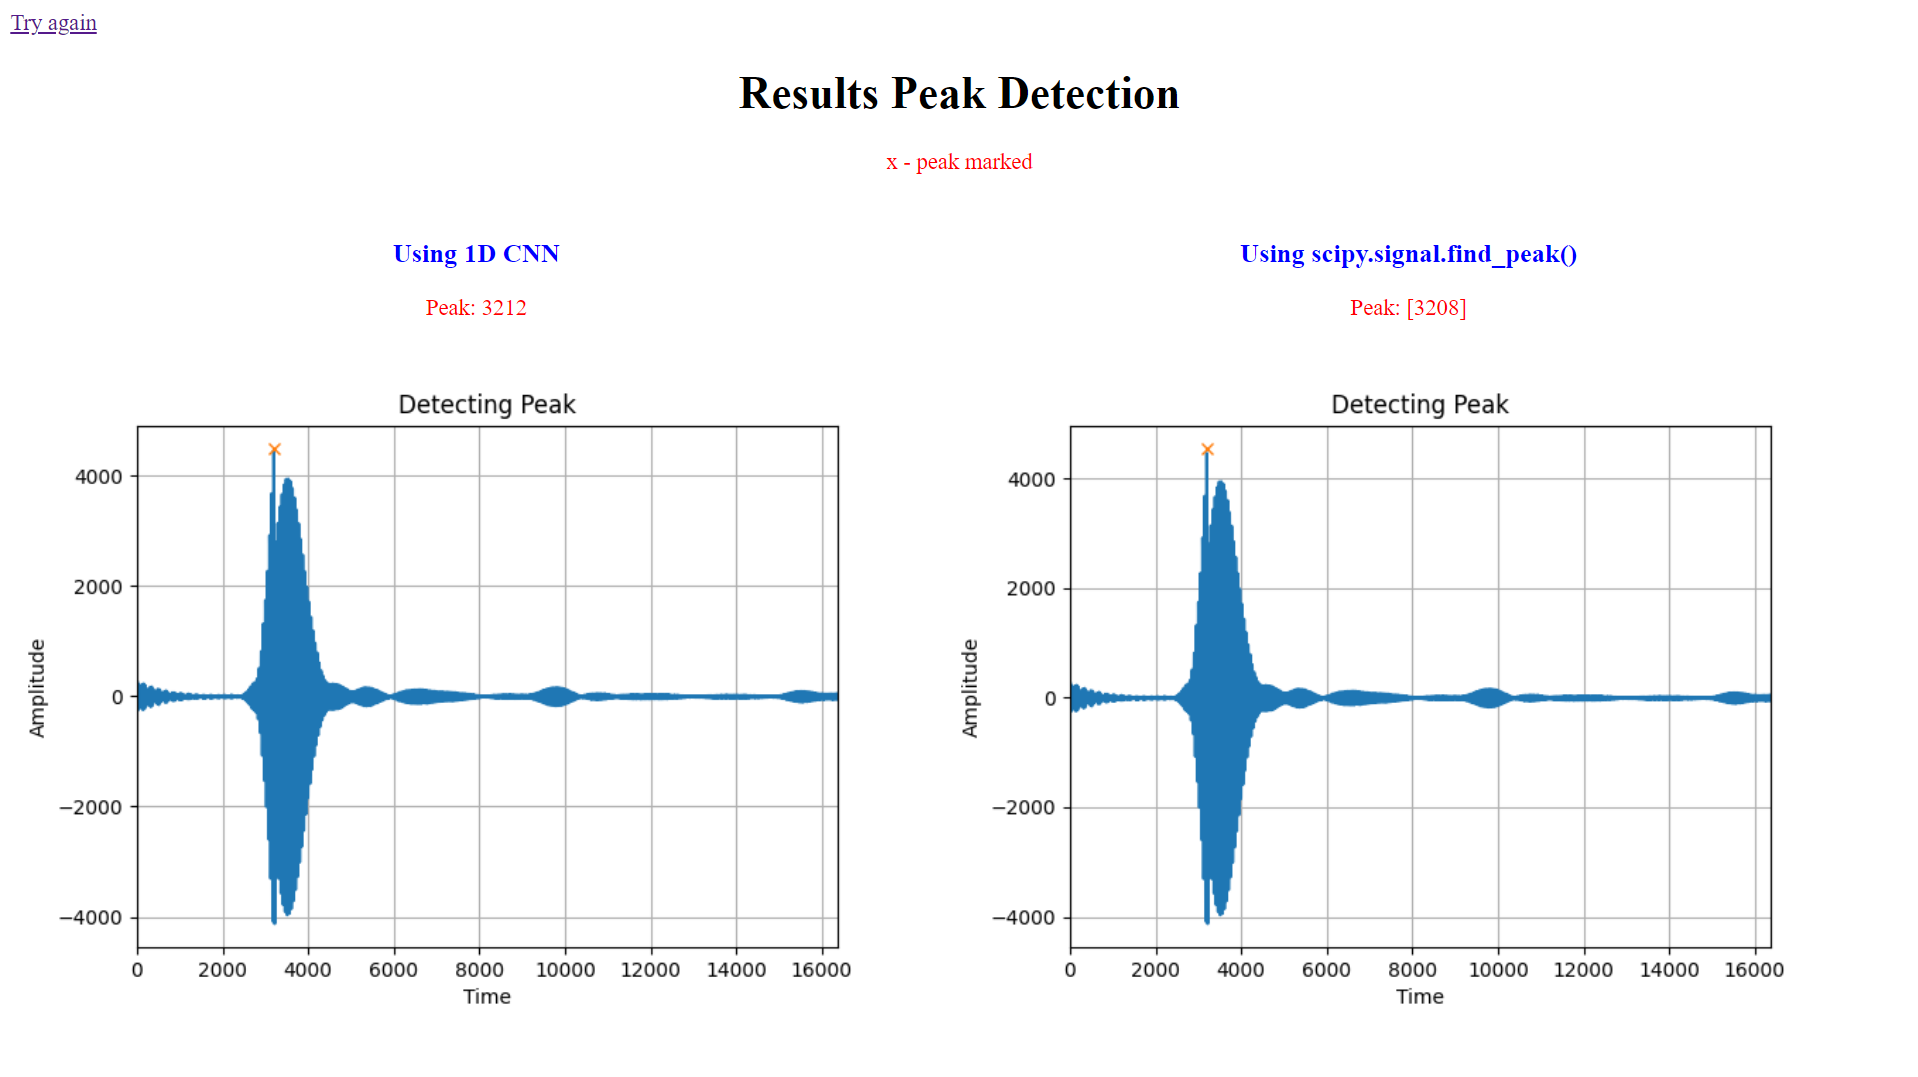 Try again
Results Peak Detection
x - peak marked
Using 1D CNN
Peak: 3212
Detecting Peak
4000
2000
0
−2000
−4000
Amplitude
0 2000 4000 6000 8000 10000 12000 14000 16000
Time
Using scipy.signal.find_peak()
Peak: [3208]
Detecting Peak
4000
2000
0
−2000
−4000
Amplitude
0 2000 4000 6000 8000 10000 12000 14000 16000
Time